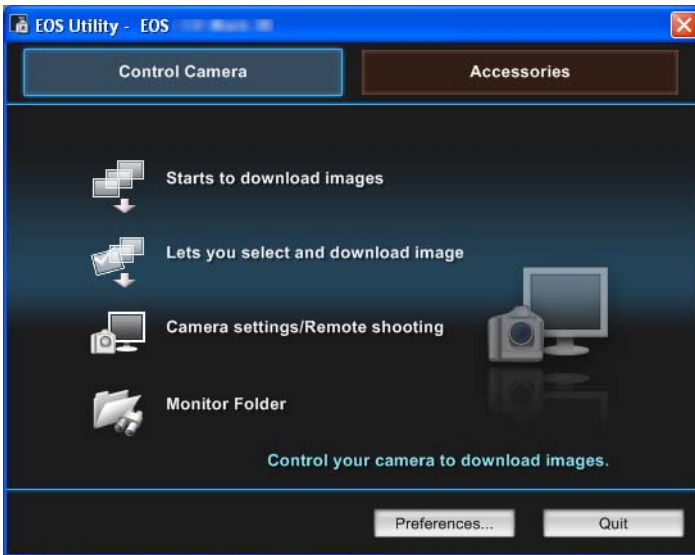 EOS Utility - EOS
Control Camera
Accessories
Starts to download images
Lets you select and download image
Camera settings/Remote shooting
Monitor Folder
Control your camera to download images.
Preferences...
Quit